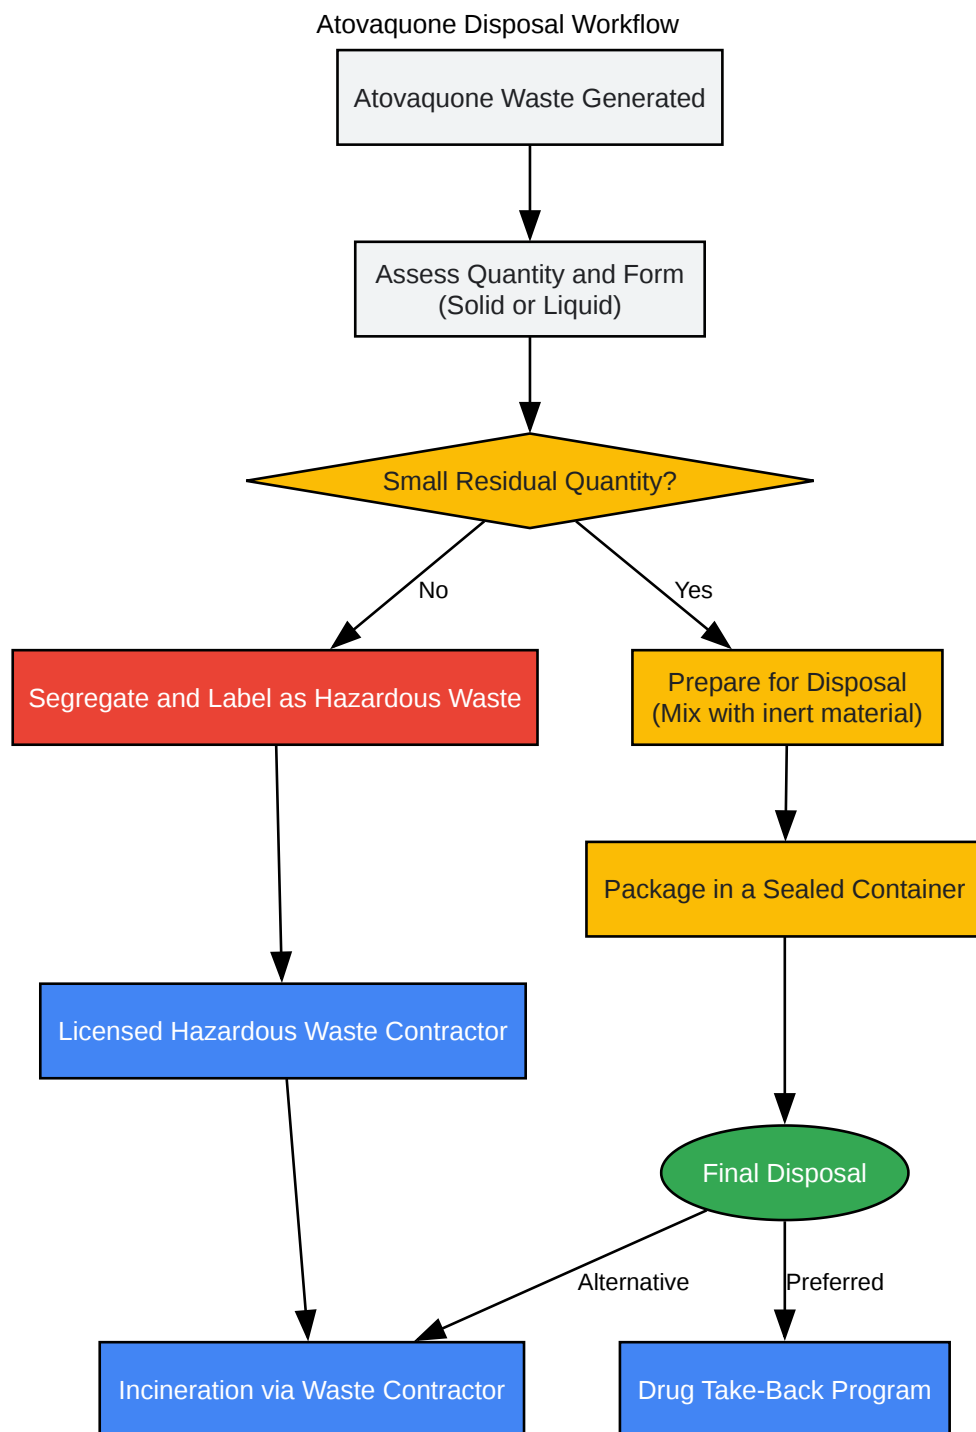 Atovaquone Disposal Workflow
Atovaquone Waste Generated
Assess Quantity and Form
(Solid or Liquid)
Small Residual Quantity?
No
Yes
Segregate and Label as Hazardous Waste
Prepare for Disposal
(Mix with inert material)
Package in a Sealed Container
Licensed Hazardous Waste Contractor
Final Disposal
Alternative
Preferred
Incineration via Waste Contractor
Drug Take-Back Program